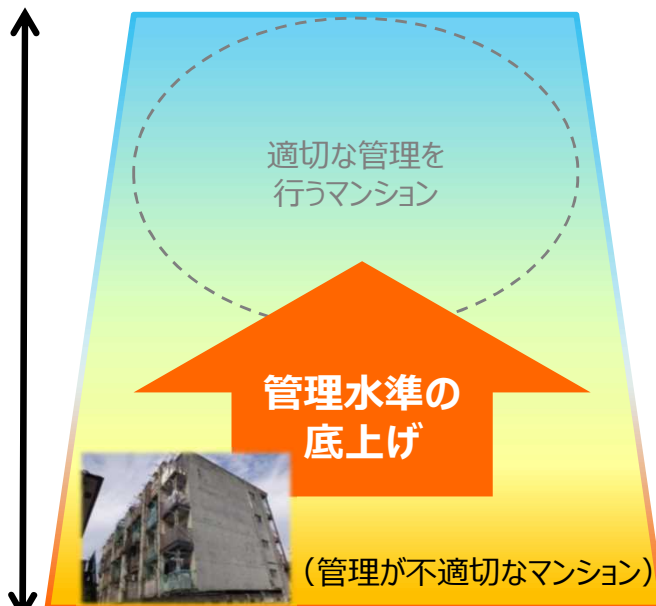 適切な管理を
行うマンション
管理水準の
底上げ
（管理が不適切なマンション）